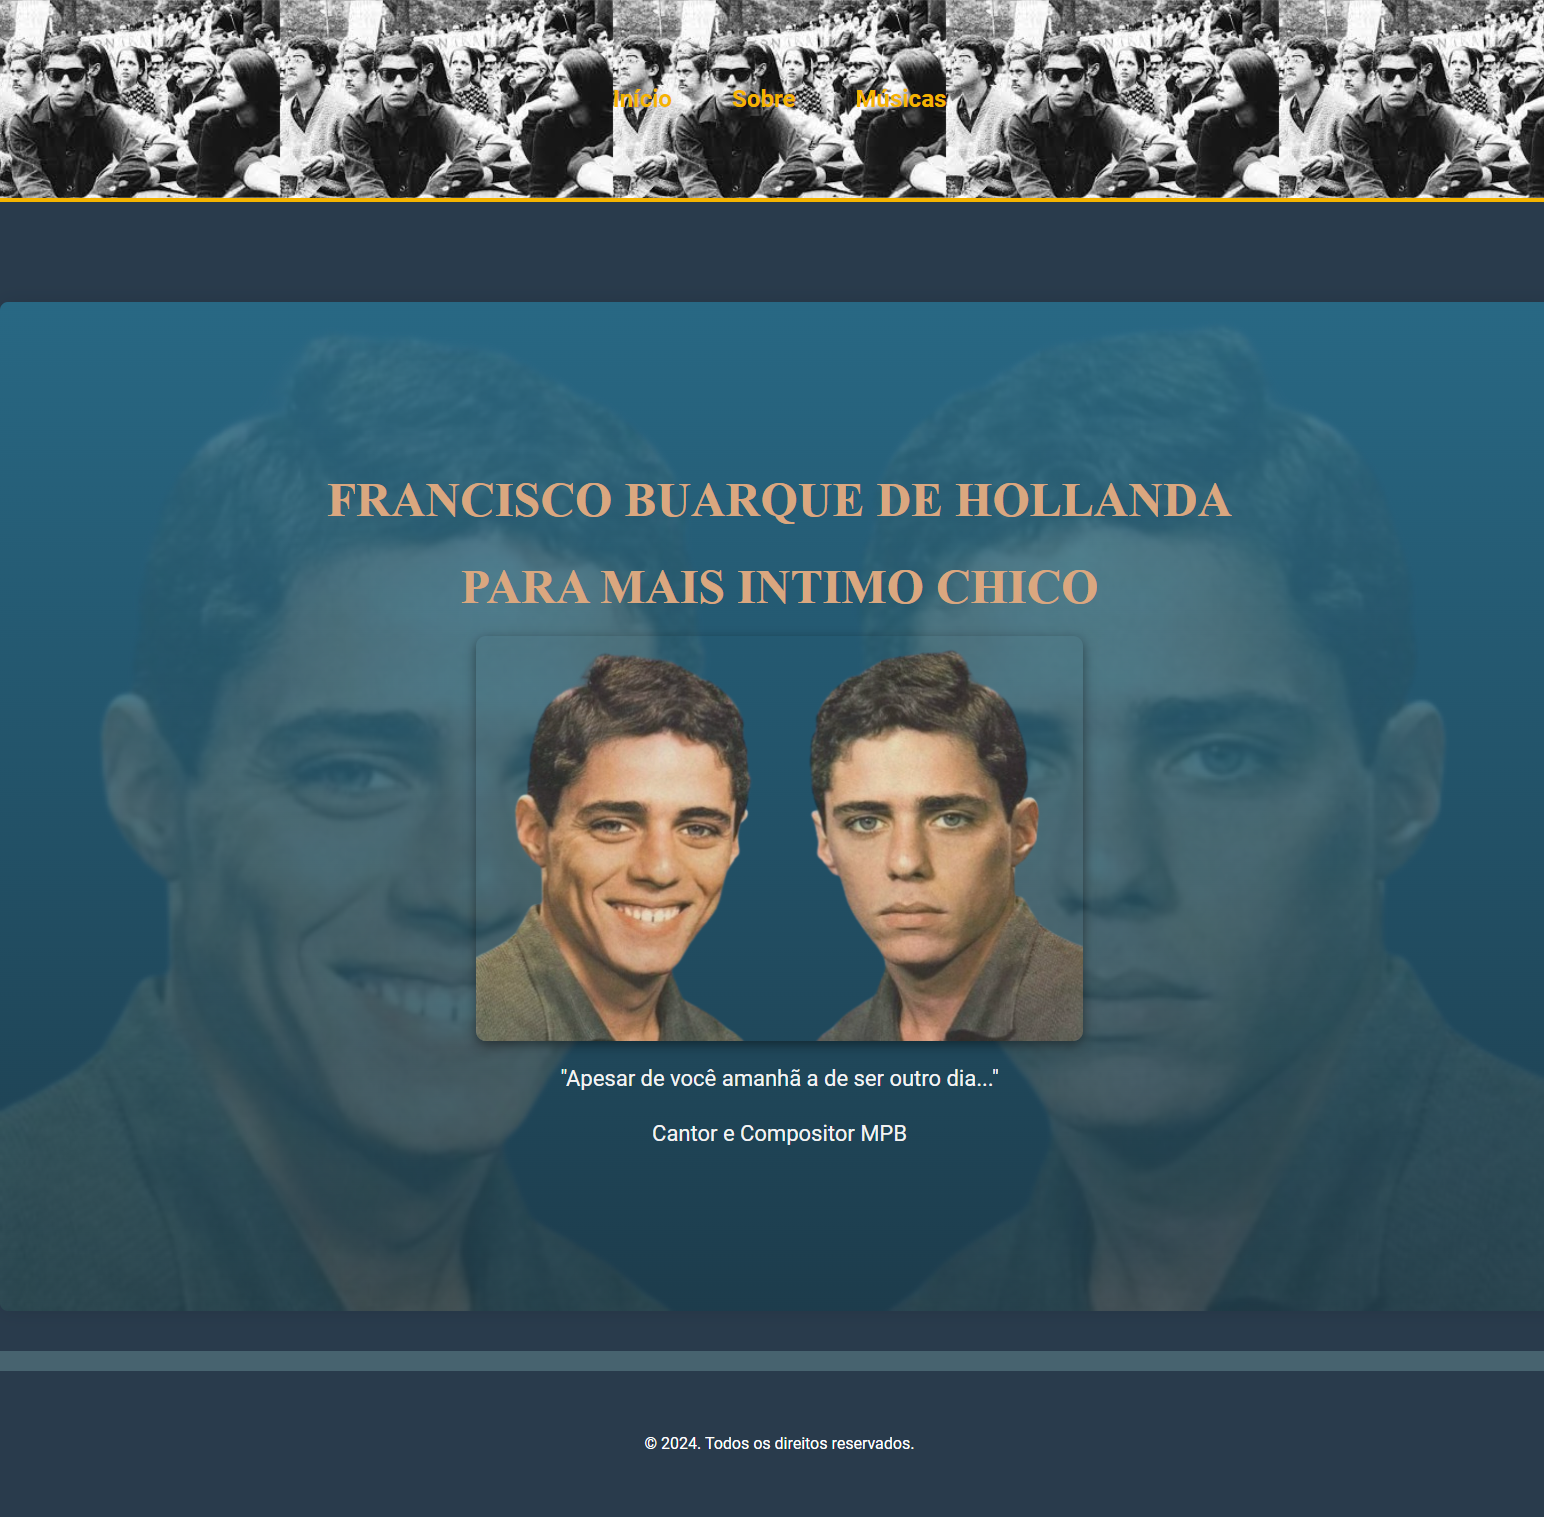 Início Sobre Músicas
FRANCISCO BUARQUE DE HOLLANDA
PARA MAIS INTIMO CHICO
"Apesar de você amanhã a de ser outro dia..."
Cantor e Compositor MPB
© 2024. Todos os direitos reservados.